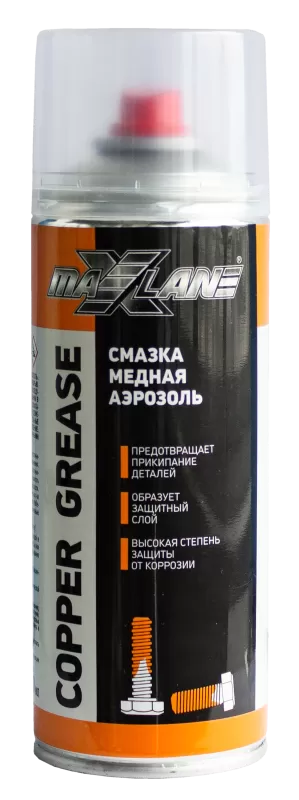 MAXLANE®
COPPER GREASE
СМАЗКА
МЕДНАЯ
АЭРОЗОЛЬ
ПРЕДОТВРАЩАЕТ
ПРИКИПАНИЕ
ДЕТАЛЕЙ
ОБРАЗУЕТ
ЗАЩИТНЫЙ
СЛОЙ
ВЫСОКАЯ СТЕПЕНЬ
ЗАЩИТЫ
ОТ КОРРОЗИИ